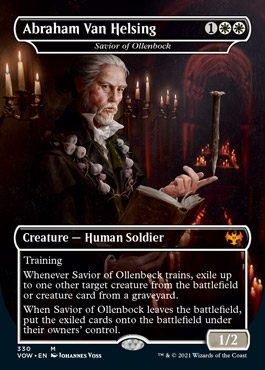 Abraham Van Helsing 1
Savior of Ollenbock
Creature — Human Soldier
Training
Whenever Savior of Ollenbock trains, exile up
to one other target creature from the battlefield
or creature card from a graveyard.
When Savior of Ollenbock leaves the battlefield,
put the exiled cards onto the battlefield under
their owners' control.
1/2
330 M
VOW • EN Johannes Voss
™ & © 2021 Wizards of the Coast